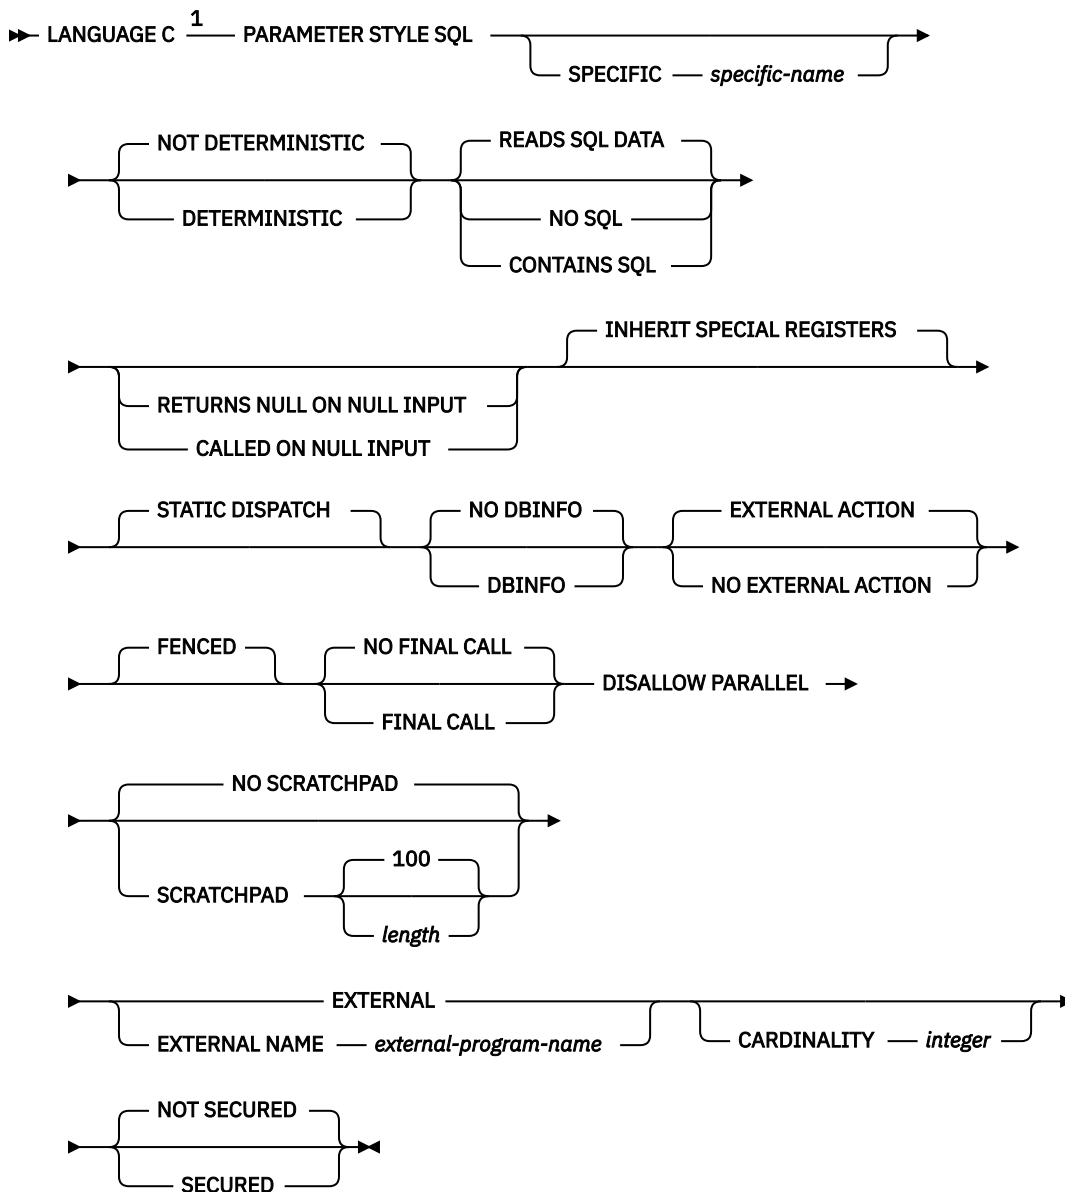 1
LANGUAGE C PARAMETER STYLE SQL
SPECIFIC specific-name
NOT DETERMINISTIC READS SQL DATA
DETERMINISTIC NO SQL
CONTAINS SQL
INHERIT SPECIAL REGISTERS
RETURNS NULL ON NULL INPUT
CALLED ON NULL INPUT
STATIC DISPATCH NO DBINFO EXTERNAL ACTION
DBINFO NO EXTERNAL ACTION
FENCED NO FINAL CALL
DISALLOW PARALLEL
FINAL CALL
NO SCRATCHPAD
100
SCRATCHPAD
length
EXTERNAL
EXTERNAL NAME external-program-name CARDINALITY integer
NOT SECURED
SECURED